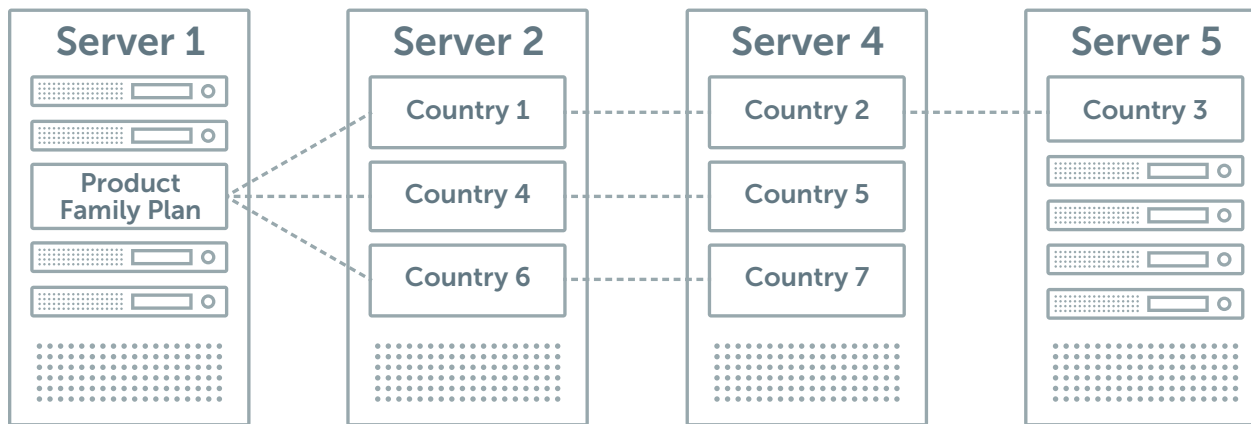 Server 1
Server 2
Server 4
Server 5
Country 1
Country 2
Country 3
Product
Family Plan
Country 4
Country 5
Country 6
Country 7